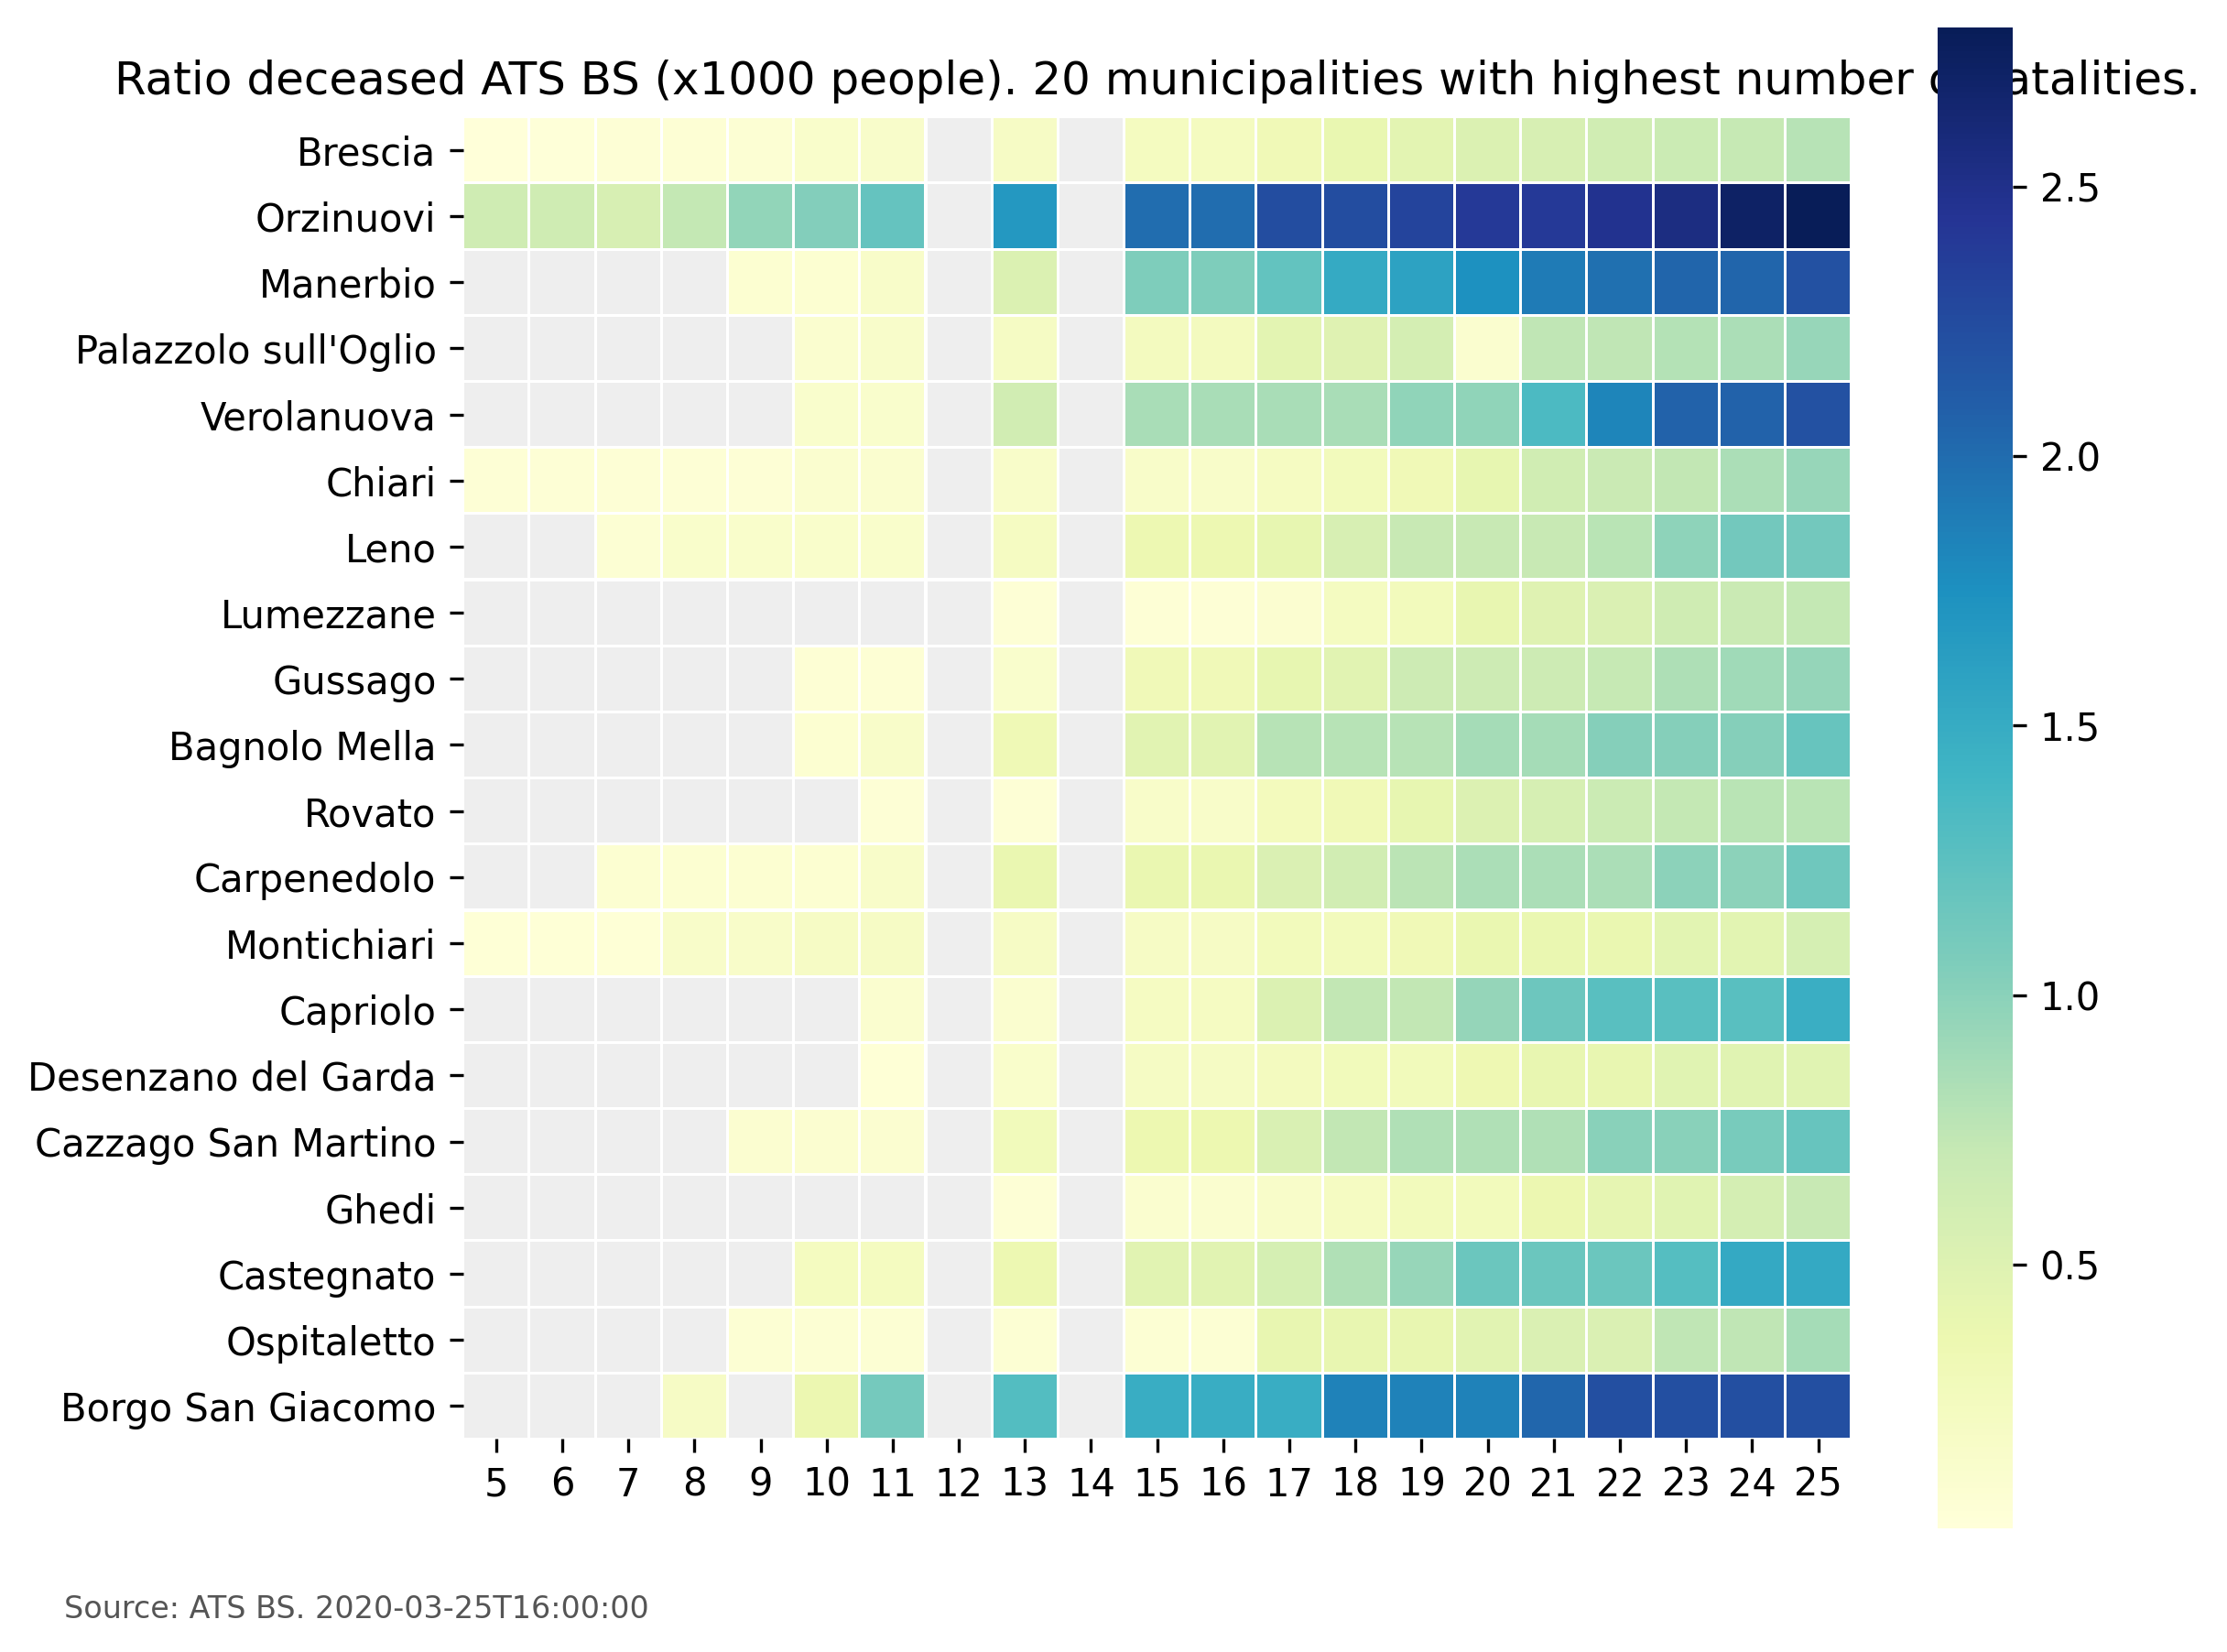 Ratio deceased ATS BS (x1000 people). 20 municipalities with highest number atalities.
Brescia
Orzinuovi
Manerbio
Palazzolo sull'Oglio
Verolanuova
Chiari
Leno
Lumezzane
Gussago
Bagnolo Mella
Rovato
Carpenedolo
Montichiari
Capriolo
Desenzano del Garda
Cazzago San Martino
Ghedi
Castegnato
Ospitaletto
Borgo San Giacomo
5 6 7 8 9 10 11 12 13 14 15 16 17 18 19 20 21 22 23 24 25
2.5
2.0
1.5
1.0
0.5
Source: ATS BS. 2020-03-25T16:00:00